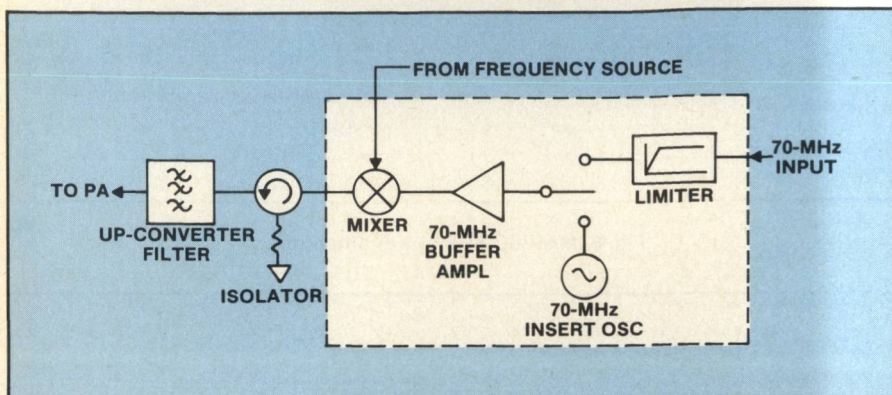 FROM FREQUENCY SOURCE
70-MHz
INPUT
LIMITER
TO PA
MIXER
UP-CONVERTER
FILTER
70-MHz
BUFFER
AMPL
ISOLATOR
70-MHz
INSERT OSC